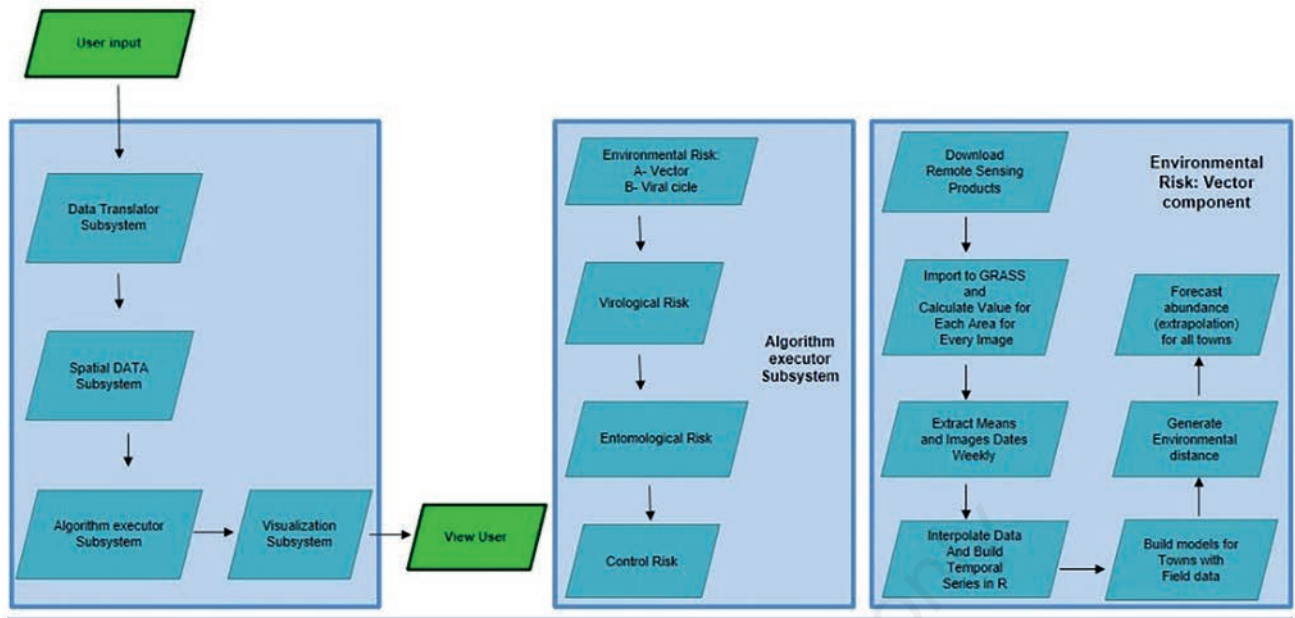 User input
Data Translator
Subsystem
Spatial DATA
Subsystem
Algorithm executor
Subsystem
Visualization
Subsystem
View User
Environmental Risk:
A- Vector
B- Viral cicle
Virological Risk
Entomological Risk
Control Risk
Algorithm
executor
Subsystem
Download
Remote Sensing
Products
Import to GRASS
and
Calculate Value for
Each Area for
Every Image
Extract Means
and Images Dates
Weekly
Interpolate Data
And Build
Temporal
Series in R
Build models for
Towns with
Field data
Generate
Environmental
distance
Forecast
abundance
(extrapolation)
for all towns
Environmental
Risk: Vector
component